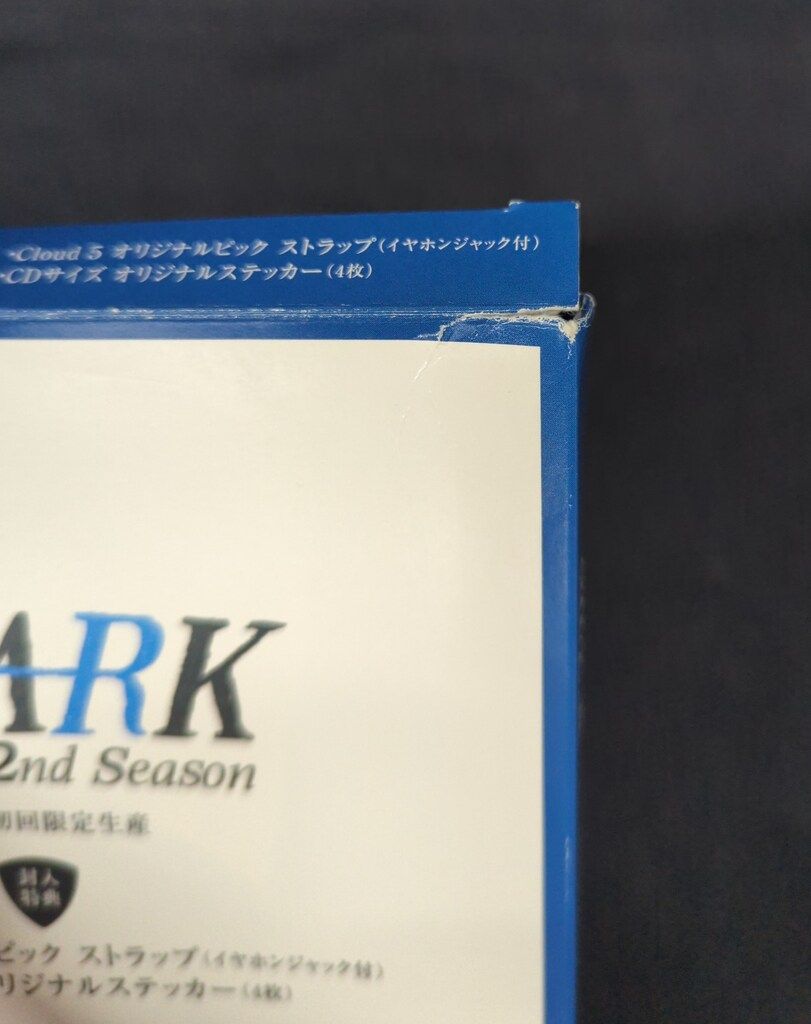 ・Cloud 5 オリジナルピック ストラップ(イヤホンジャック付)
・CDサイズ オリジナルステッカー(4枚)
ARK
2nd Season
初回限定生産
封入
特典
ピック ストラップ(イヤホンジャック付)
リジナルステッカー(4枚)